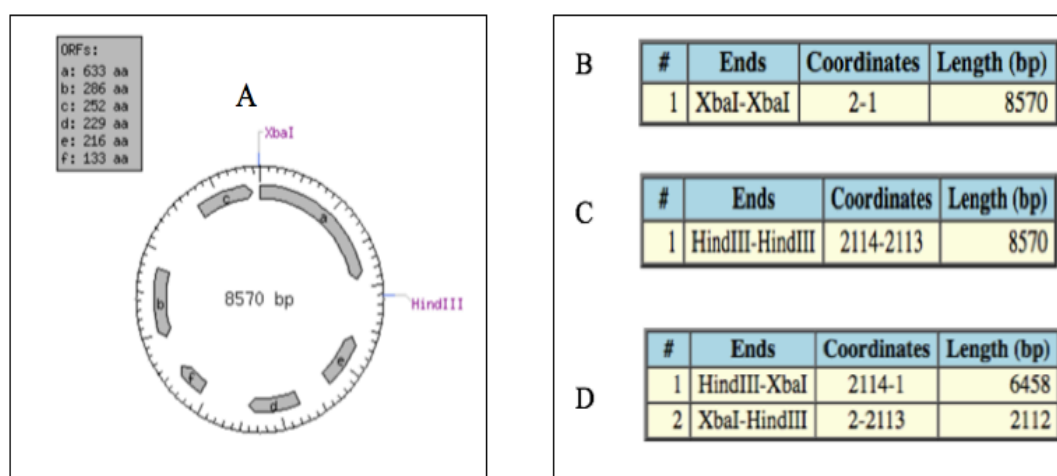 ORFs:
a: 633 aa
b: 286 aa
c: 252 aa
d: 229 aa
e: 216 aa
f: 133 aa
A
XbaI
c
a
b
8570 bp
HindIII
e
f
d
B
# Ends Coordinates Length (bp)
1 XbaI-XbaI 2-1 8570
C
# Ends Coordinates Length (bp)
1 HindIII-HindIII 2114-2113 8570
D
# Ends Coordinates Length (bp)
1 HindIII-XbaI 2114-1 6458
2 XbaI-HindIII 2-2113 2112